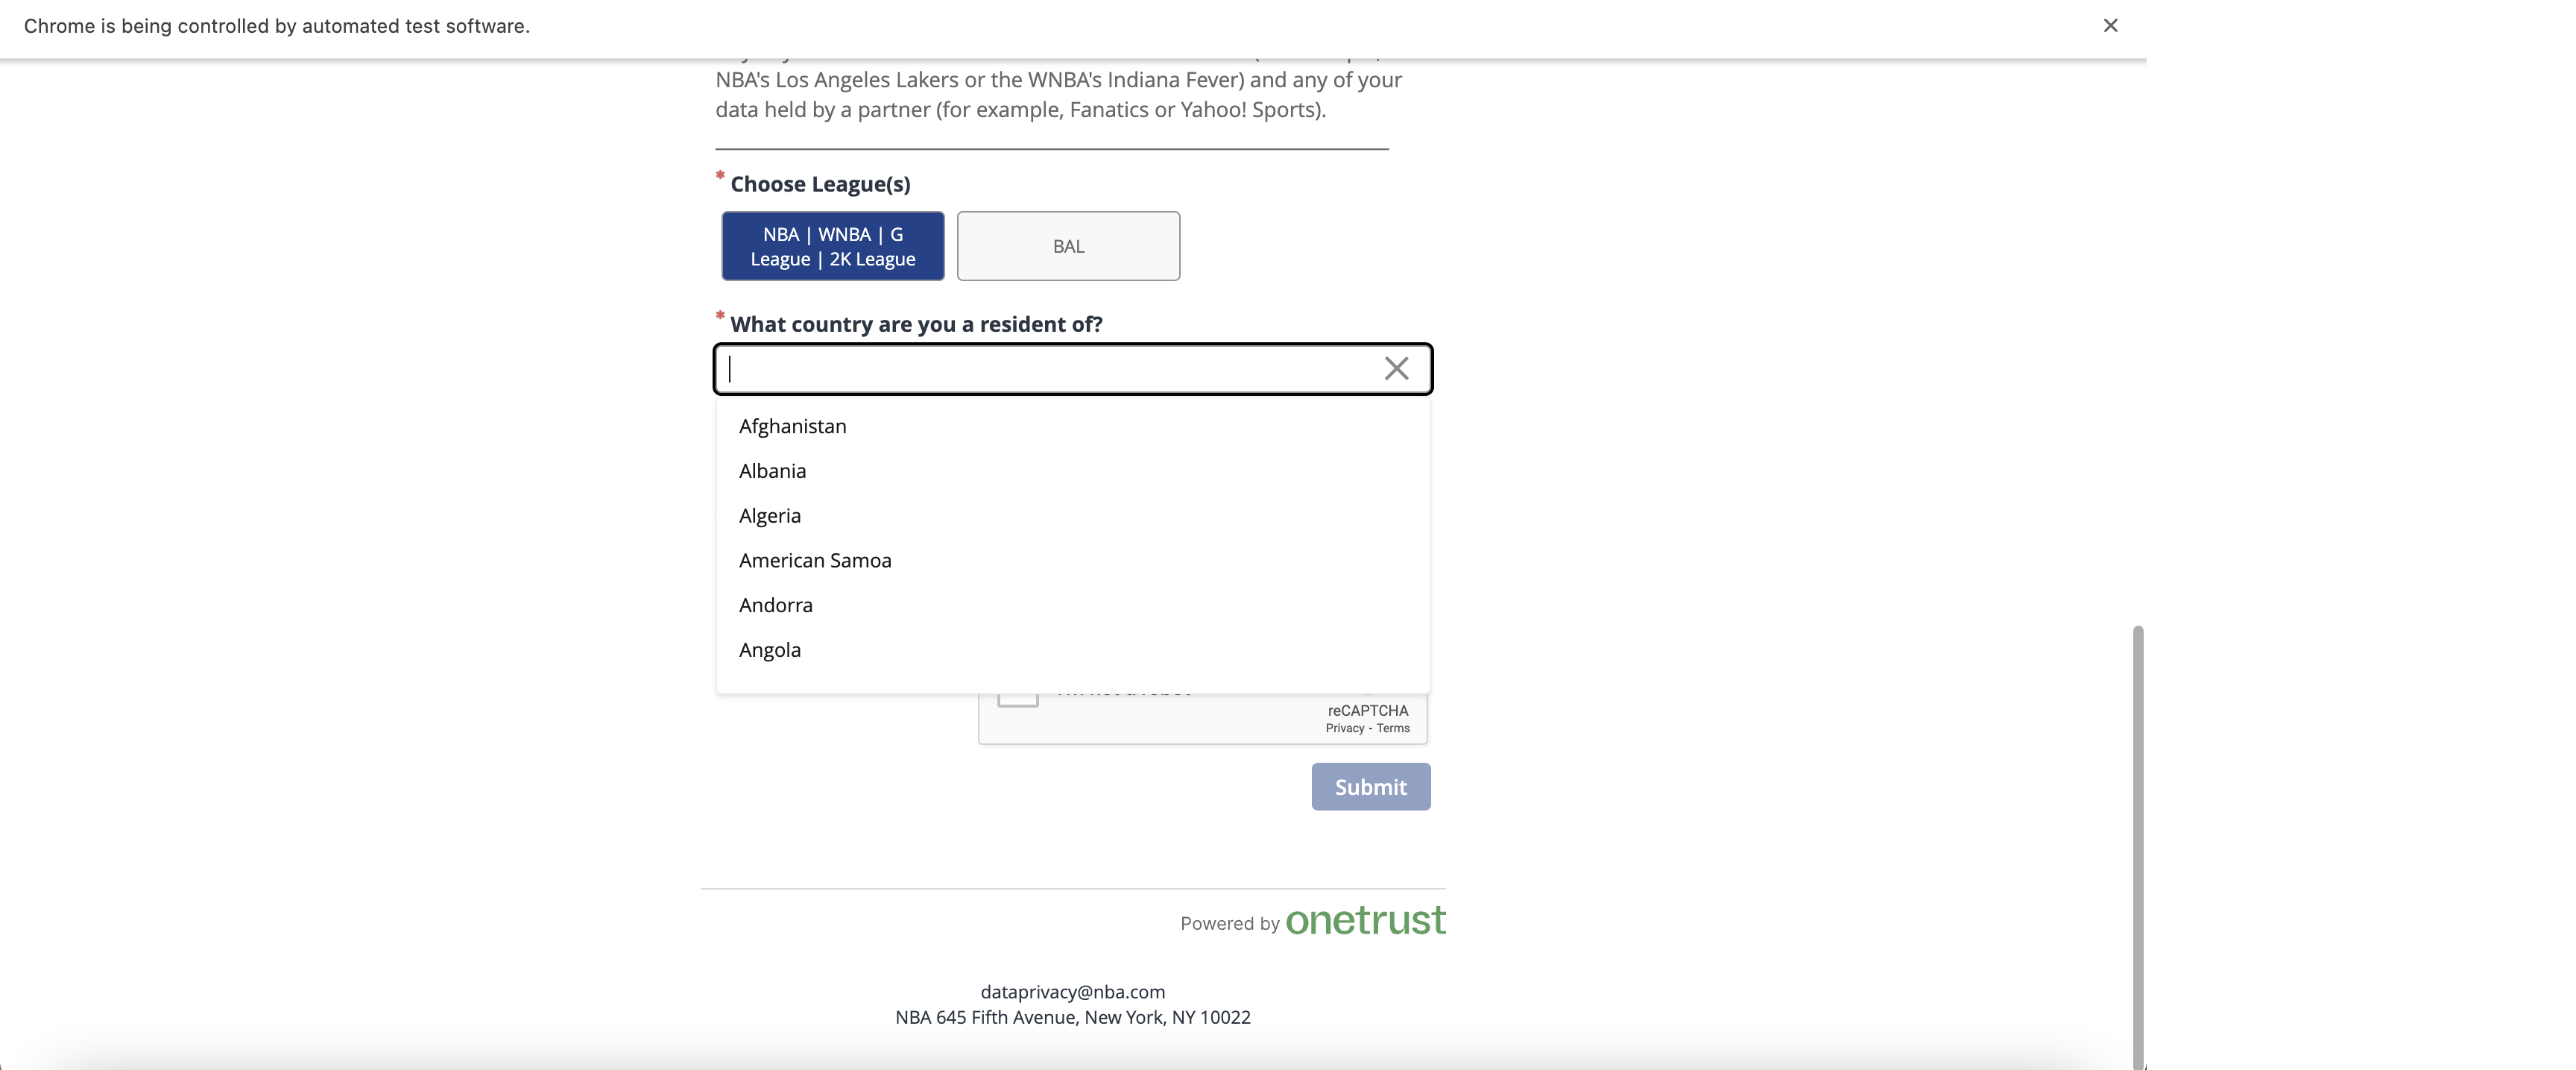 Chrome is being controlled by automated test software.
NBA's Los Angeles Lakers or the WNBA's Indiana Fever) and any of your
data held by a partner (for example, Fanatics or Yahoo! Sports).
* Choose League(s)
NBA | WNBA | G
League | 2K League
BAL
* What country are you a resident of?
Afghanistan
Albania
Algeria
American Samoa
Andorra
Angola
reCAPTCHA
Privacy - Terms
Submit
Powered by onetrust
dataprivacy@nba.com
NBA 645 Fifth Avenue, New York, NY 10022